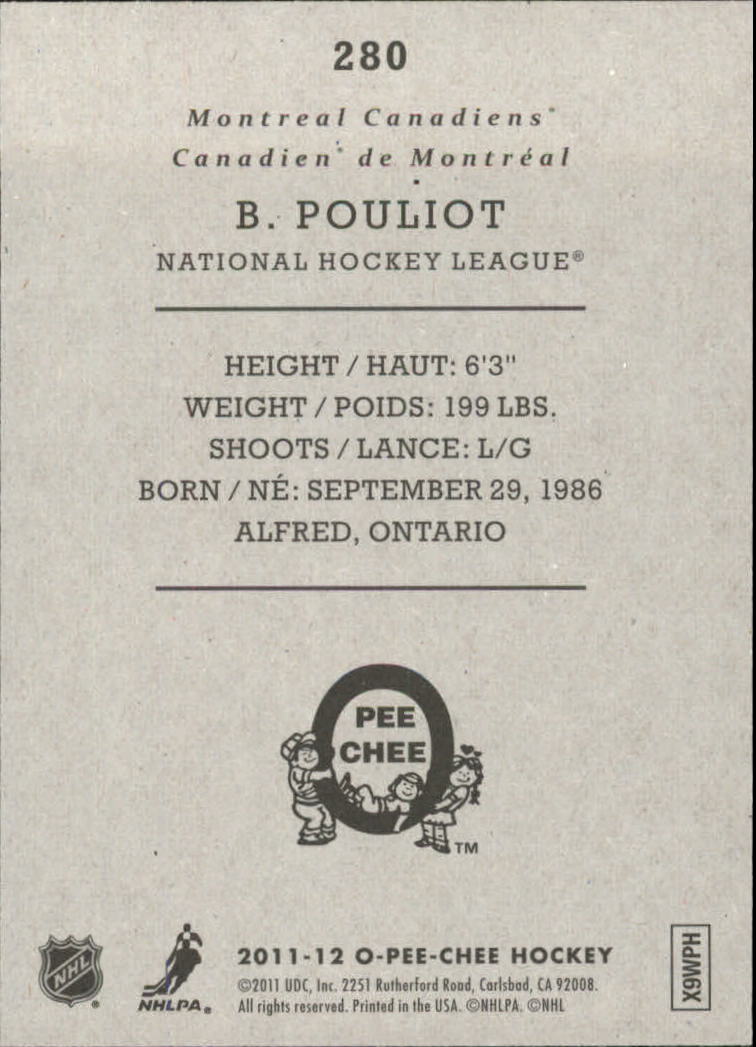 280
Montreal Canadiens
Canadien de Montréal
B. POULIOT
NATIONAL HOCKEY LEAGUE®
HEIGHT / HAUT: 6'3"
WEIGHT / POIDS: 199 LBS.
SHOOTS / LANCE: L/G
BORN / NÉ: SEPTEMBER 29, 1986
ALFRED, ONTARIO
PEE
CHEE
TM
NHL
®
NHLPA®
2011-12 O-PEE-CHEE HOCKEY
©2011 UDC, Inc. 2251 Rutherford Road, Carlsbad, CA 92008.
All rights reserved. Printed in the USA. ©NHLPA. ©NHL
X9WPH